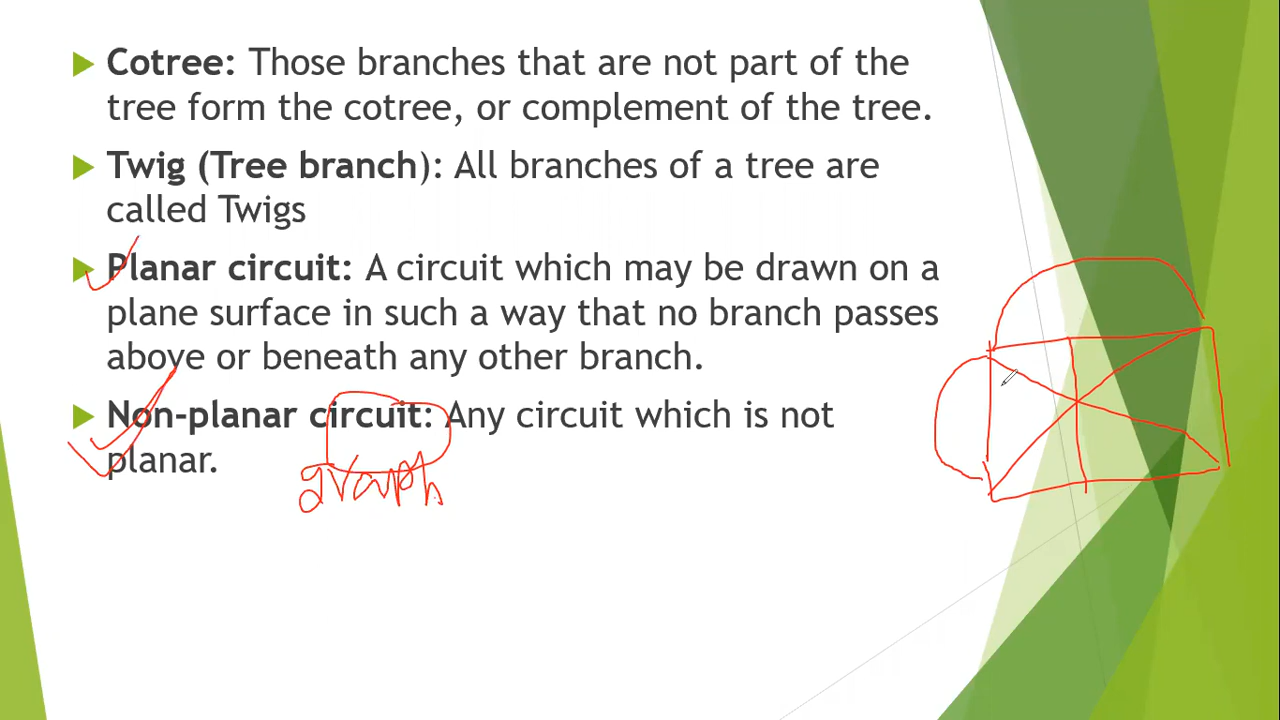 Cotree: Those branches that are not part of the
tree form the cotree, or complement of the tree.
Twig (Tree branch): All branches of a tree are
called Twigs
Planar circuit: A circuit which may be drawn on a
plane surface in such a way that no branch passes
above or beneath any other branch.
Non-planar circuit: Any circuit which is not
planar.
graph